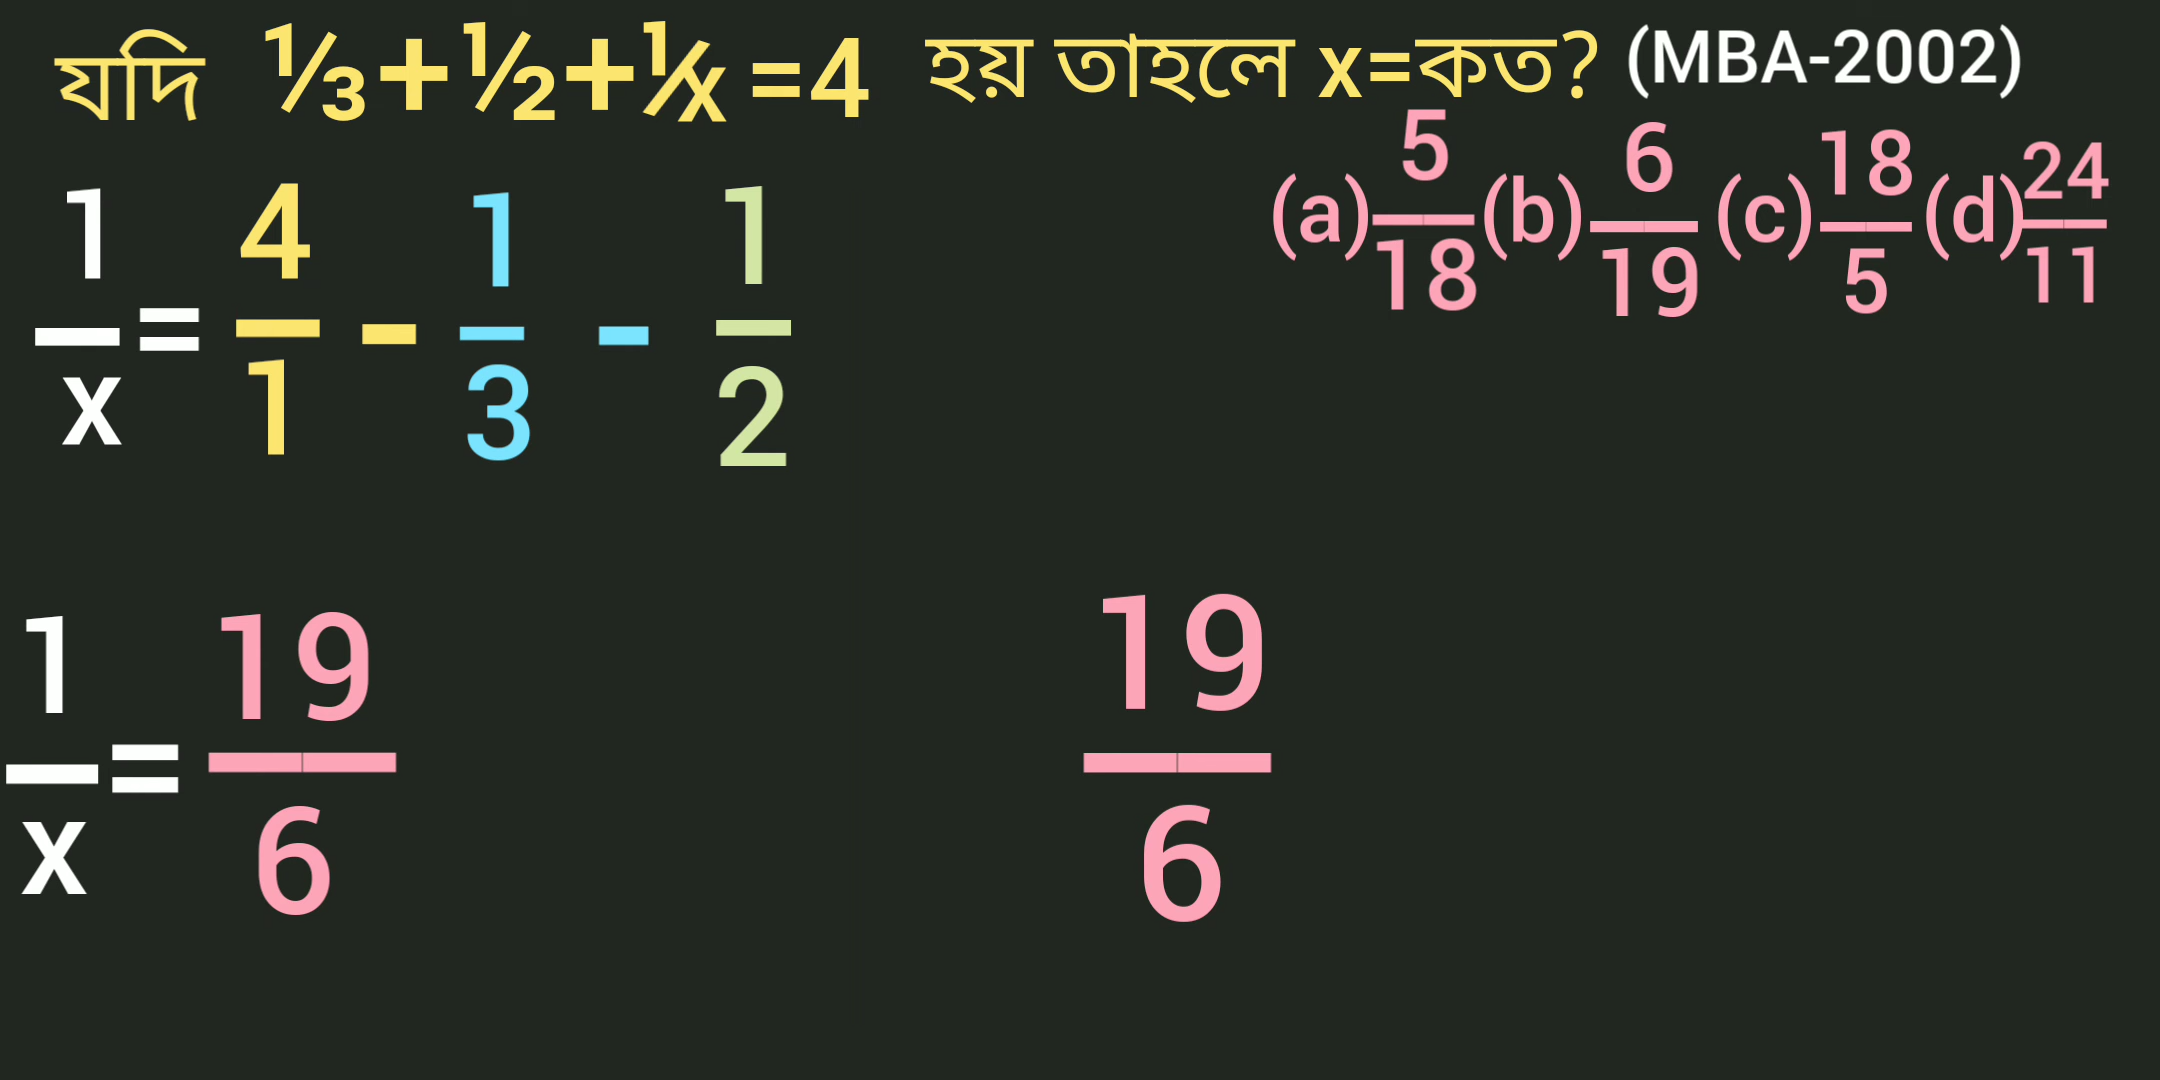 যদি ⅓+½+⅟x=4 হয় তাহলে x=কত? (MBA-2002)
(a) 5/18 (b) 6/19 (c) 18/5 (d) 24/11
1/x = 4/1 - 1/3 - 1/2
1/x = 19/6
19/6